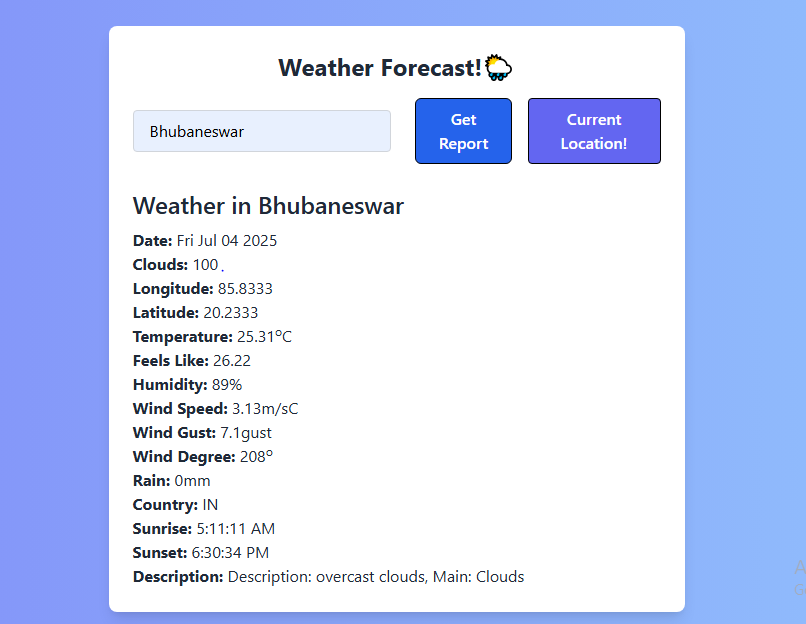 Weather Forecast!
Bhubaneswar
Get
Report
Current
Location!
Weather in Bhubaneswar
Date: Fri Jul 04 2025
Clouds: 100 .
Longitude: 85.8333
Latitude: 20.2333
Temperature: 25.31°C
Feels Like: 26.22
Humidity: 89%
Wind Speed: 3.13m/sC
Wind Gust: 7.1gust
Wind Degree: 208°
Rain: 0mm
Country: IN
Sunrise: 5:11:11 AM
Sunset: 6:30:34 PM
Description: Description: overcast clouds, Main: Clouds